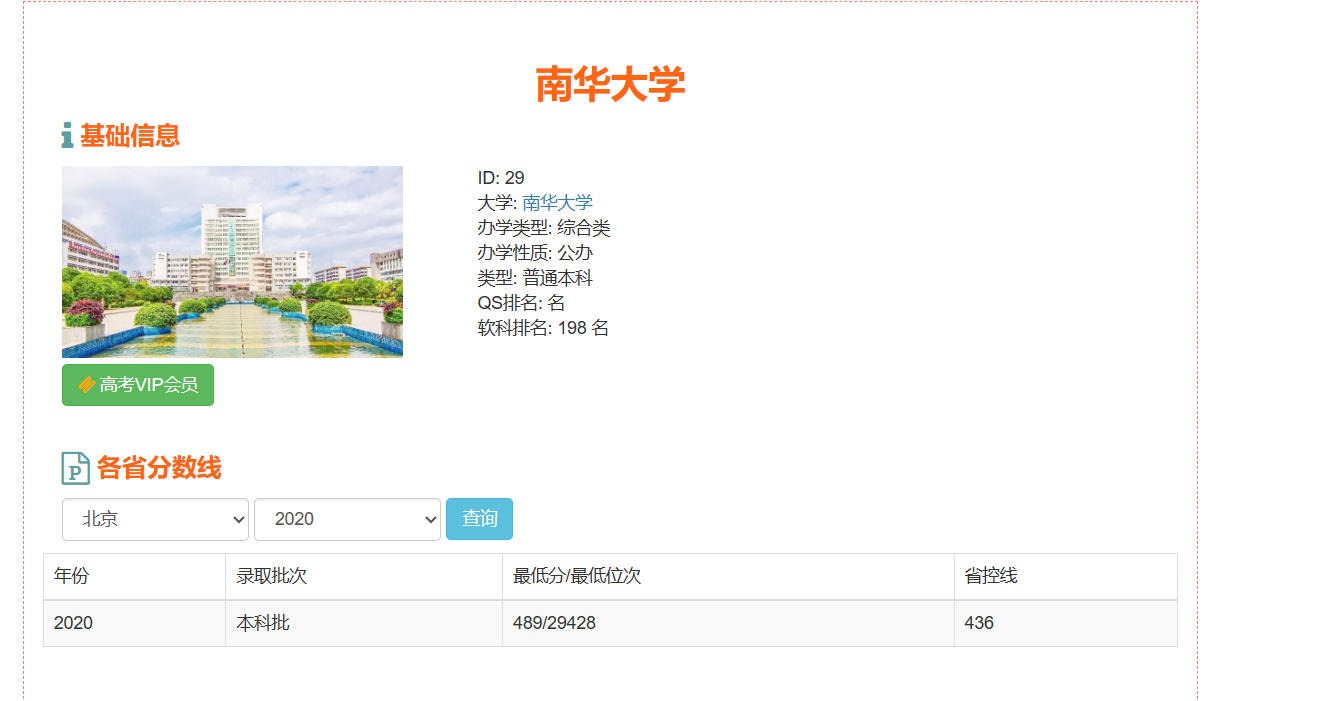 南华大学
基础信息
ID: 29
大学: 南华大学
办学类型: 综合类
办学性质: 公办
类型: 普通本科
QS排名: 名
软科排名: 198 名
高考VIP会员
P 各省分数线
北京 2020 查询
年份 录取批次 最低分/最低位次 省控线
2020 本科批 489/29428 436